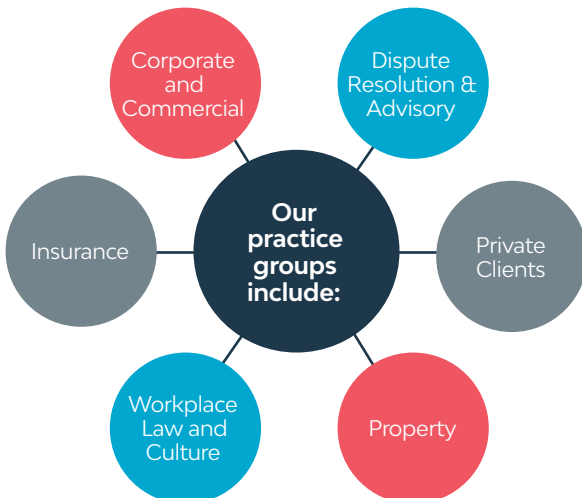 Corporate
and
Commercial
Dispute
Resolution &
Advisory
Our
practice
groups
include:
Insurance
Private
Clients
Workplace
Law and
Culture
Property